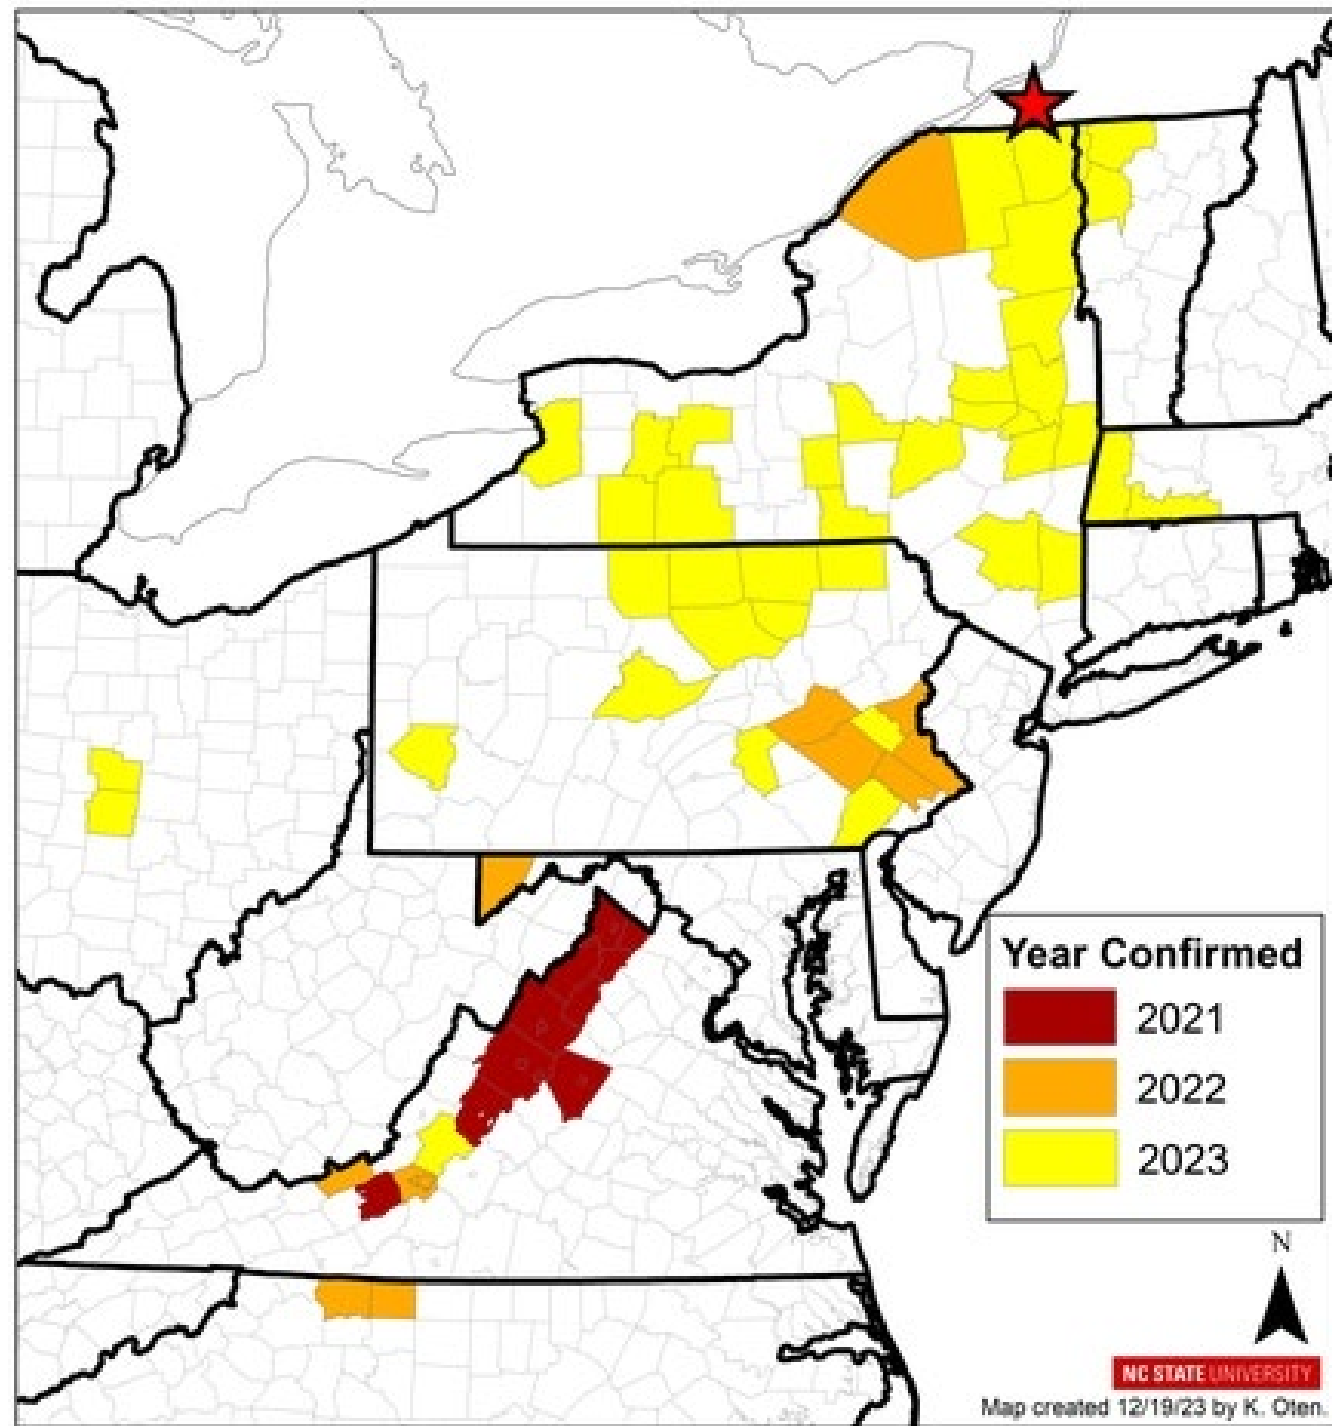 Year Confirmed
2021
2022
2023
N
NC STATE UNIVERSITY
Map created 12/19/23 by K. Oten.